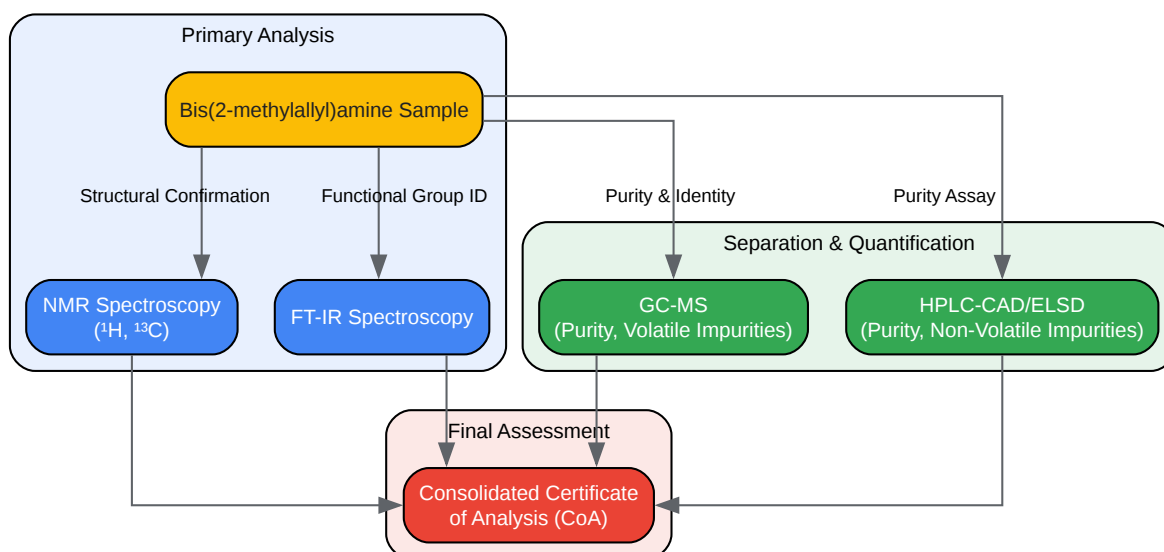 Primary Analysis
Bis(2-methylallyl)amine Sample
Structural Confirmation
Functional Group ID
Purity & Identity
Purity Assay
Separation & Quantification
NMR Spectroscopy
(¹H, ¹³C)
FT-IR Spectroscopy
GC-MS
(Purity, Volatile Impurities)
HPLC-CAD/ELSD
(Purity, Non-Volatile Impurities)
Final Assessment
Consolidated Certificate
of Analysis (CoA)